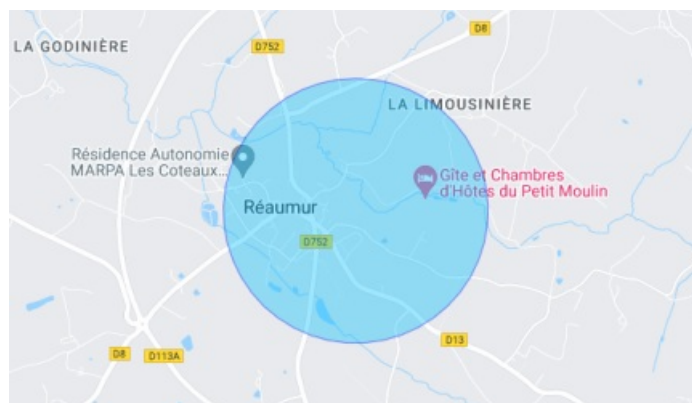 D8
D752
LA GODINIÈRE
LA LIMOUSINIÈRE
Résidence Autonomie
MARPA Les Coteaux...
Gîte et Chambres
d'Hôtes du Petit Moulin
Réaumur
D752
D13
D8
D113A